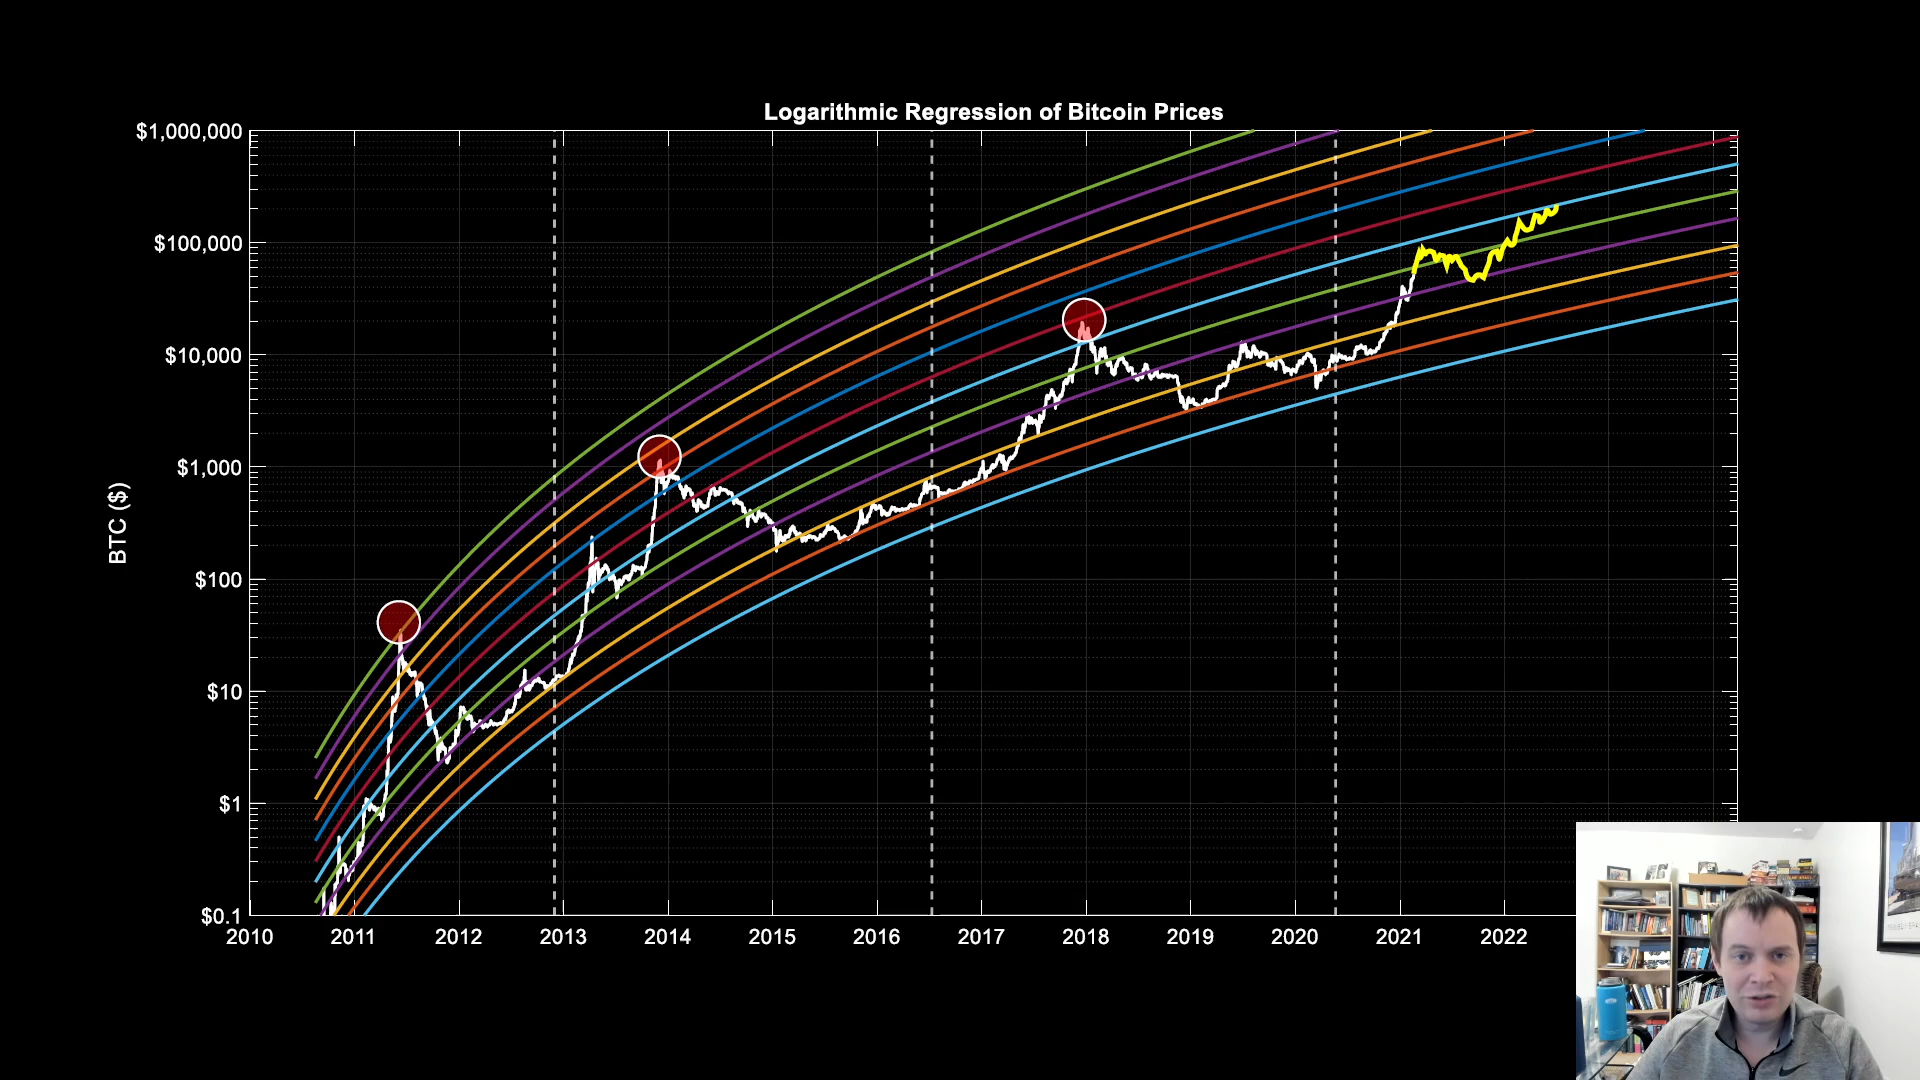 Logarithmic Regression of Bitcoin Prices
$1,000,000
$100,000
$10,000
$1,000
$100
$10
$1
$0.1
BTC ($)
2010 2011 2012 2013 2014 2015 2016 2017 2018 2019 2020 2021 2022